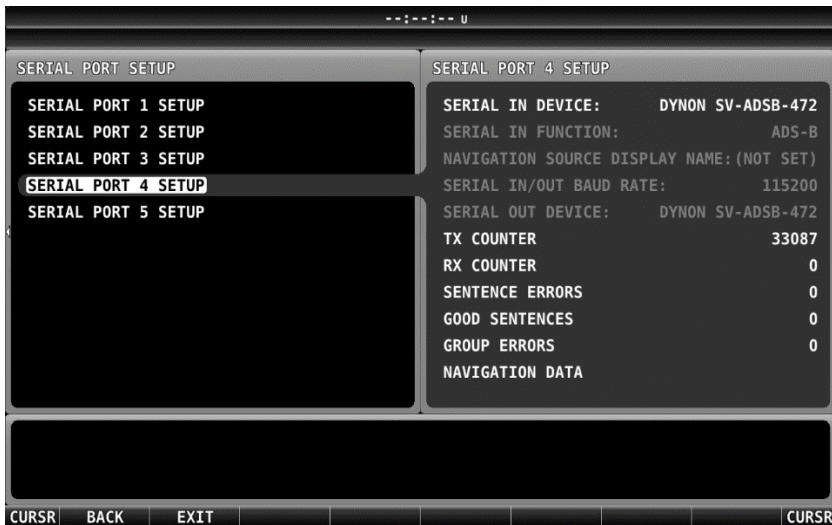 --:--:-- U
SERIAL PORT SETUP
SERIAL PORT 1 SETUP
SERIAL PORT 2 SETUP
SERIAL PORT 3 SETUP
SERIAL PORT 4 SETUP
SERIAL PORT 5 SETUP
SERIAL PORT 4 SETUP
SERIAL IN DEVICE: DYNON SV-ADSB-472
SERIAL IN FUNCTION: ADS-B
NAVIGATION SOURCE DISPLAY NAME:(NOT SET)
SERIAL IN/OUT BAUD RATE: 115200
SERIAL OUT DEVICE: DYNON SV-ADSB-472
TX COUNTER 33087
RX COUNTER 0
SENTENCE ERRORS 0
GOOD SENTENCES 0
GROUP ERRORS 0
NAVIGATION DATA
CURSR BACK EXIT CURSR